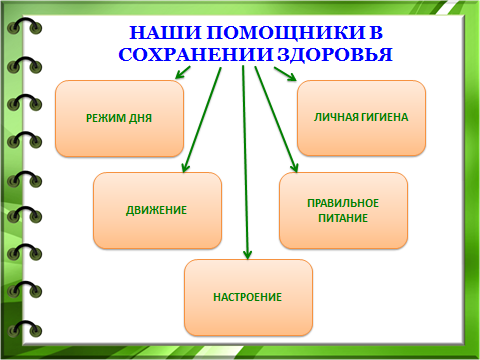 НАШИ ПОМОЩНИКИ В
СОХРАНЕНИИ ЗДОРОВЬЯ
РЕЖИМ ДНЯ
ЛИЧНАЯ ГИГИЕНА
ДВИЖЕНИЕ
ПРАВИЛЬНОЕ
ПИТАНИЕ
НАСТРОЕНИЕ